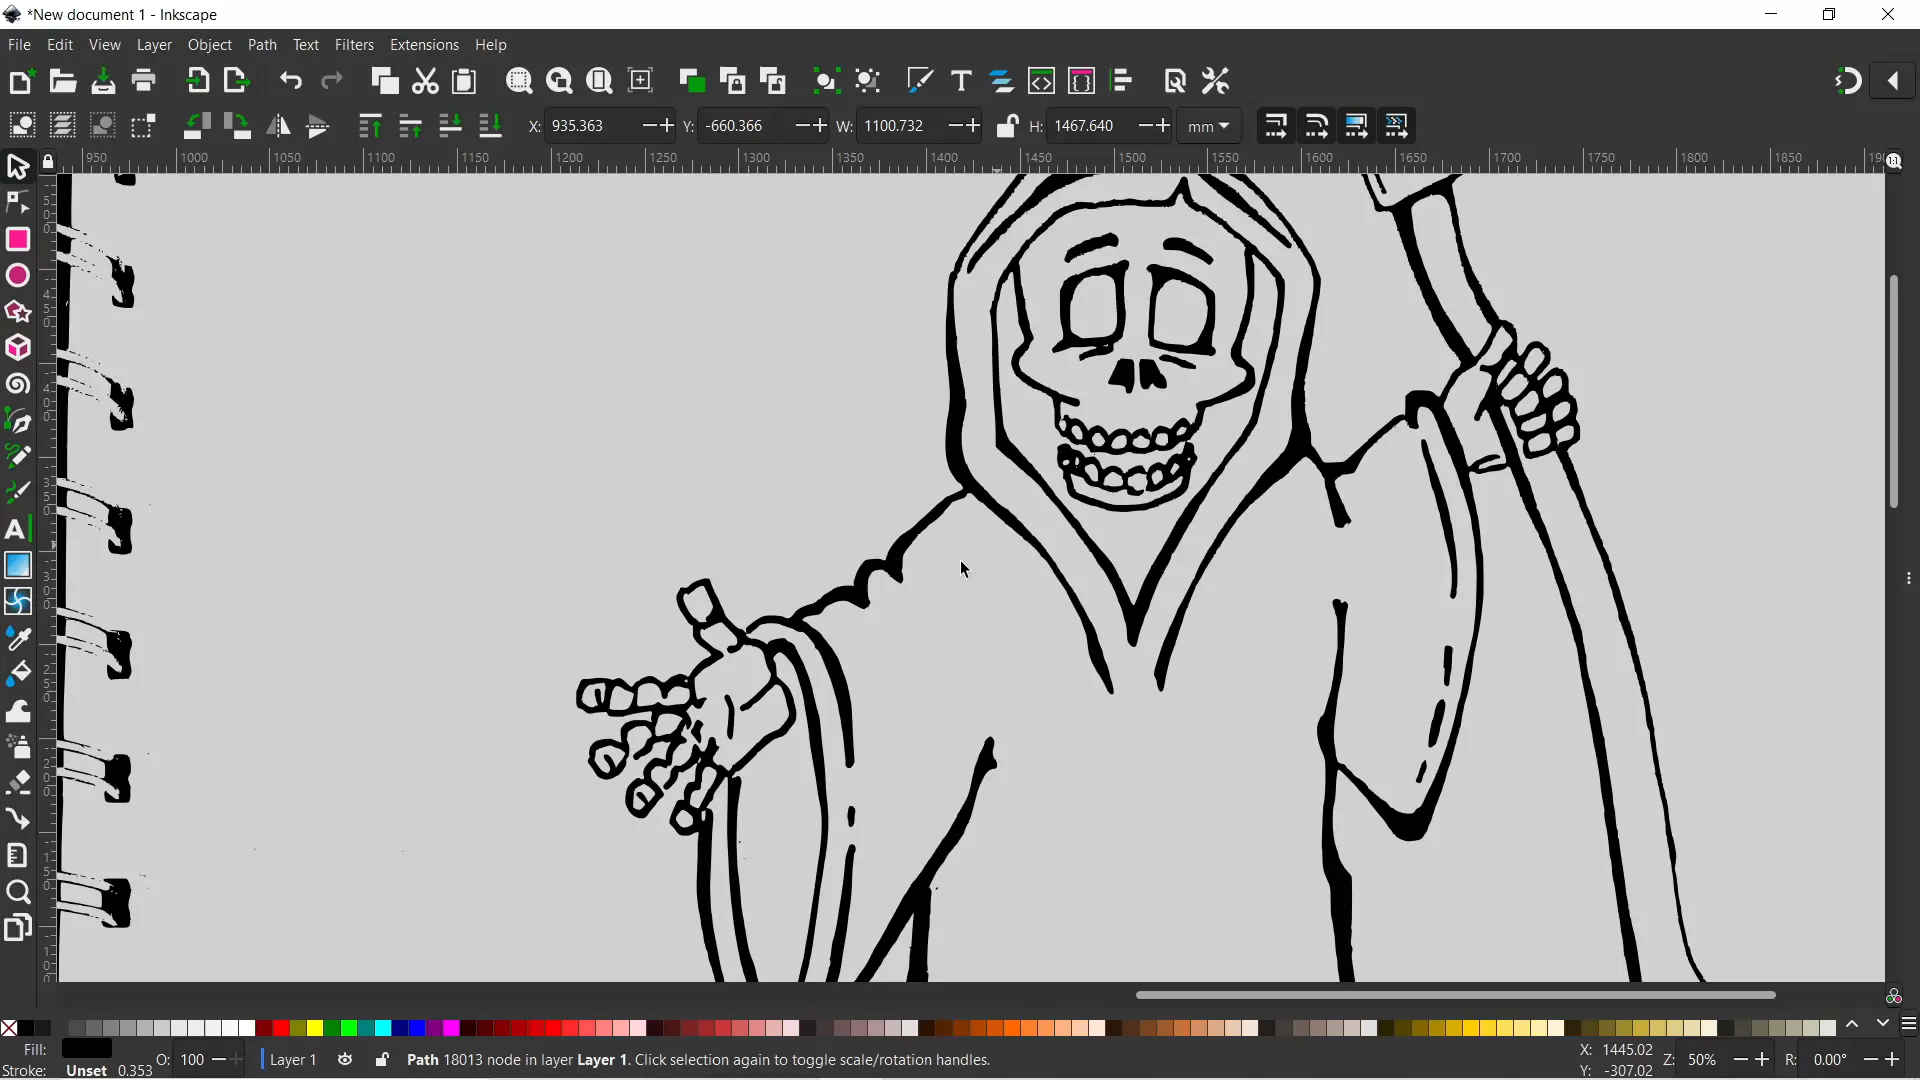 *New document 1 - Inkscape
File Edit View Layer Object Path Text Filters Extensions Help
X: 935.363 Y: -660.366 W: 1100.732 H: 1467.640 mm
950 1000 1050 1100 1150 1200 1250 1300 1350 1400 1450 1500 1550 1600 1650 1700 1750 1800 1850
Fill: O: 100 Layer 1 Path 18013 node in layer Layer 1. Click selection again to toggle scale/rotation handles. X: 1445.02 Z: 50% R: 0.00°
Stroke: Unset 0.353 Y: -307.02